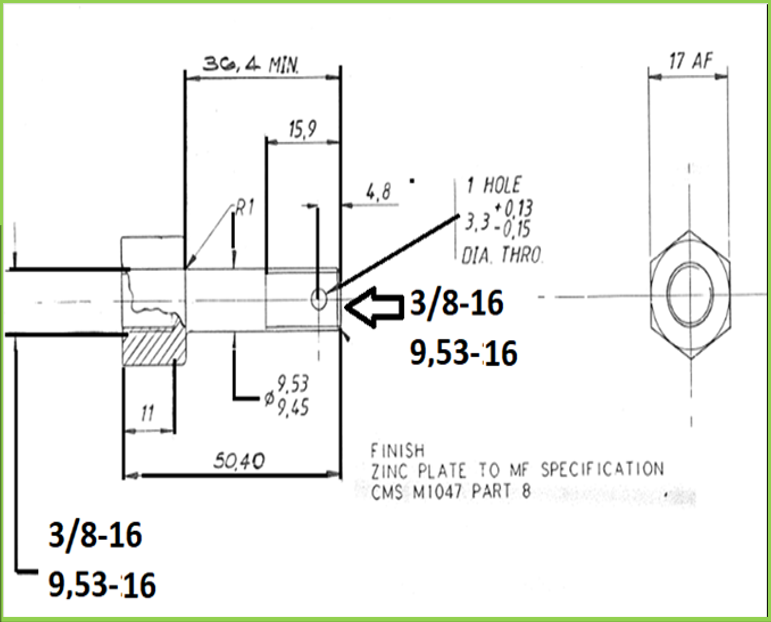 36,4 MIN.
17 AF
15,9
4,8
R1
1 HOLE
3,3 +0,13
-0,15
DIA. THRO.
3/8-16
9,53-16
ø 9,53
9,45
11
50,40
FINISH
ZINC PLATE TO MF SPECIFICATION
CMS M1047 PART 8
3/8-16
9,53-16